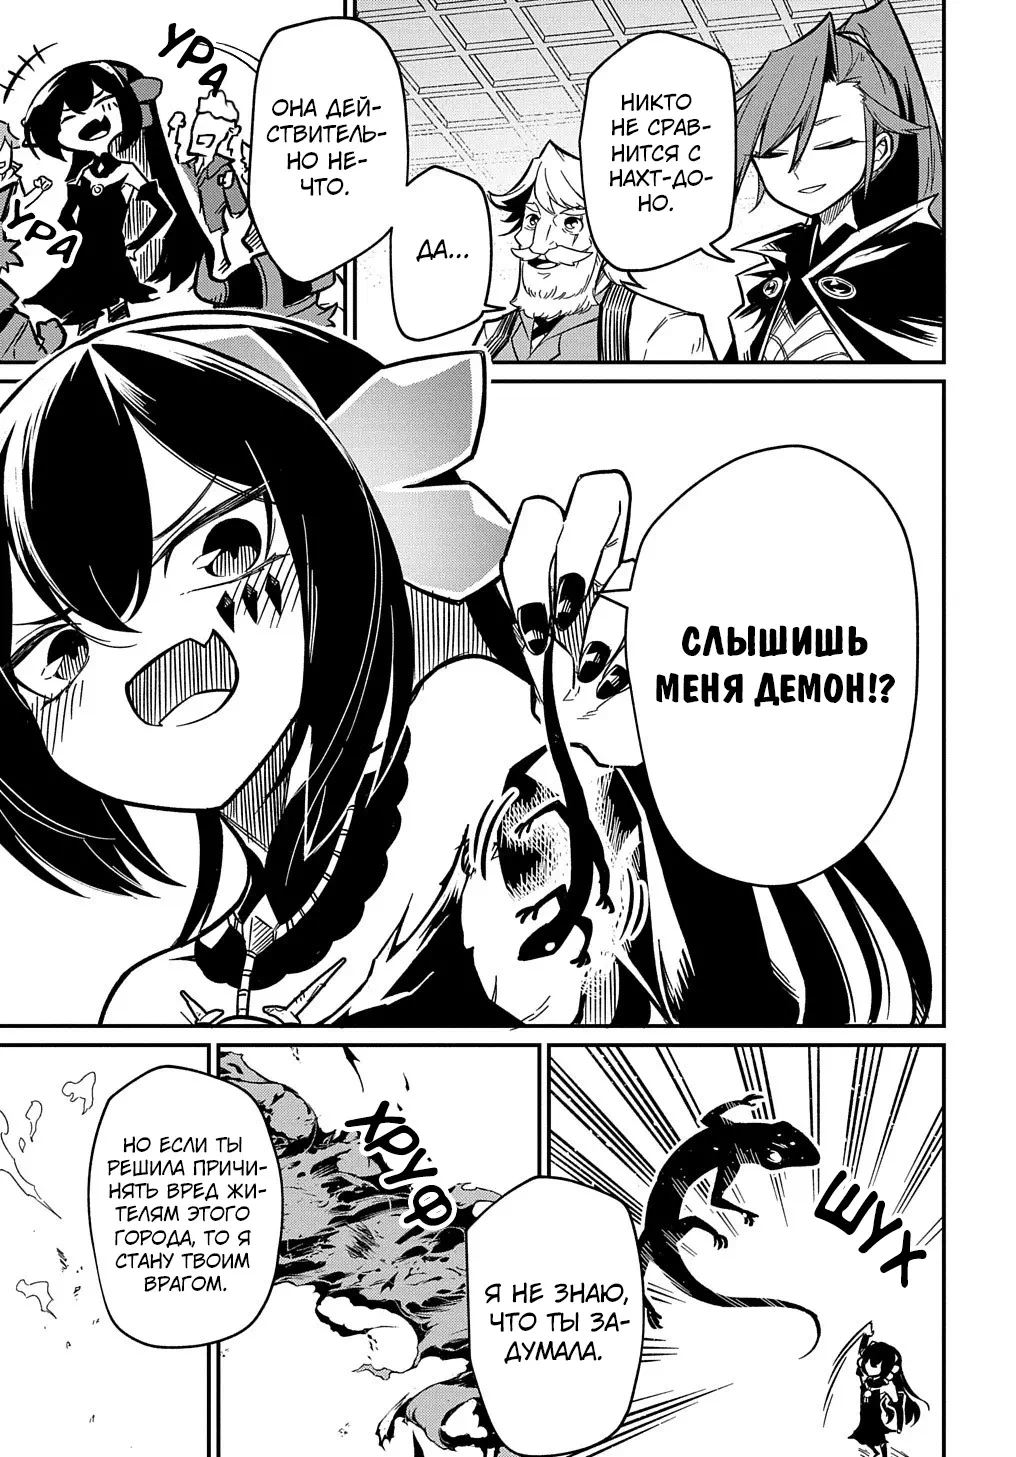 НИКТО
НЕ СРАВ-
НИТСЯ С
НАХТ-ДО-
НО.
ДА...
ОНА ДЕЙ-
СТВИТЕЛЬ-
НО НЕ-
ЧТО.
УРА
УРА
СЛЫШИШЬ
МЕНЯ ДЕМОН!?
ШУХ
Я НЕ ЗНАЮ,
ЧТО ТЫ ЗА-
ДУМАЛА.
ХРУФ
НО ЕСЛИ ТЫ
РЕШИЛА ПРИЧИ-
НЯТЬ ВРЕД ЖИ-
ТЕЛЯМ ЭТОГО
ГОРОДА, ТО Я
СТАНУ ТВОИМ
ВРАГОМ.